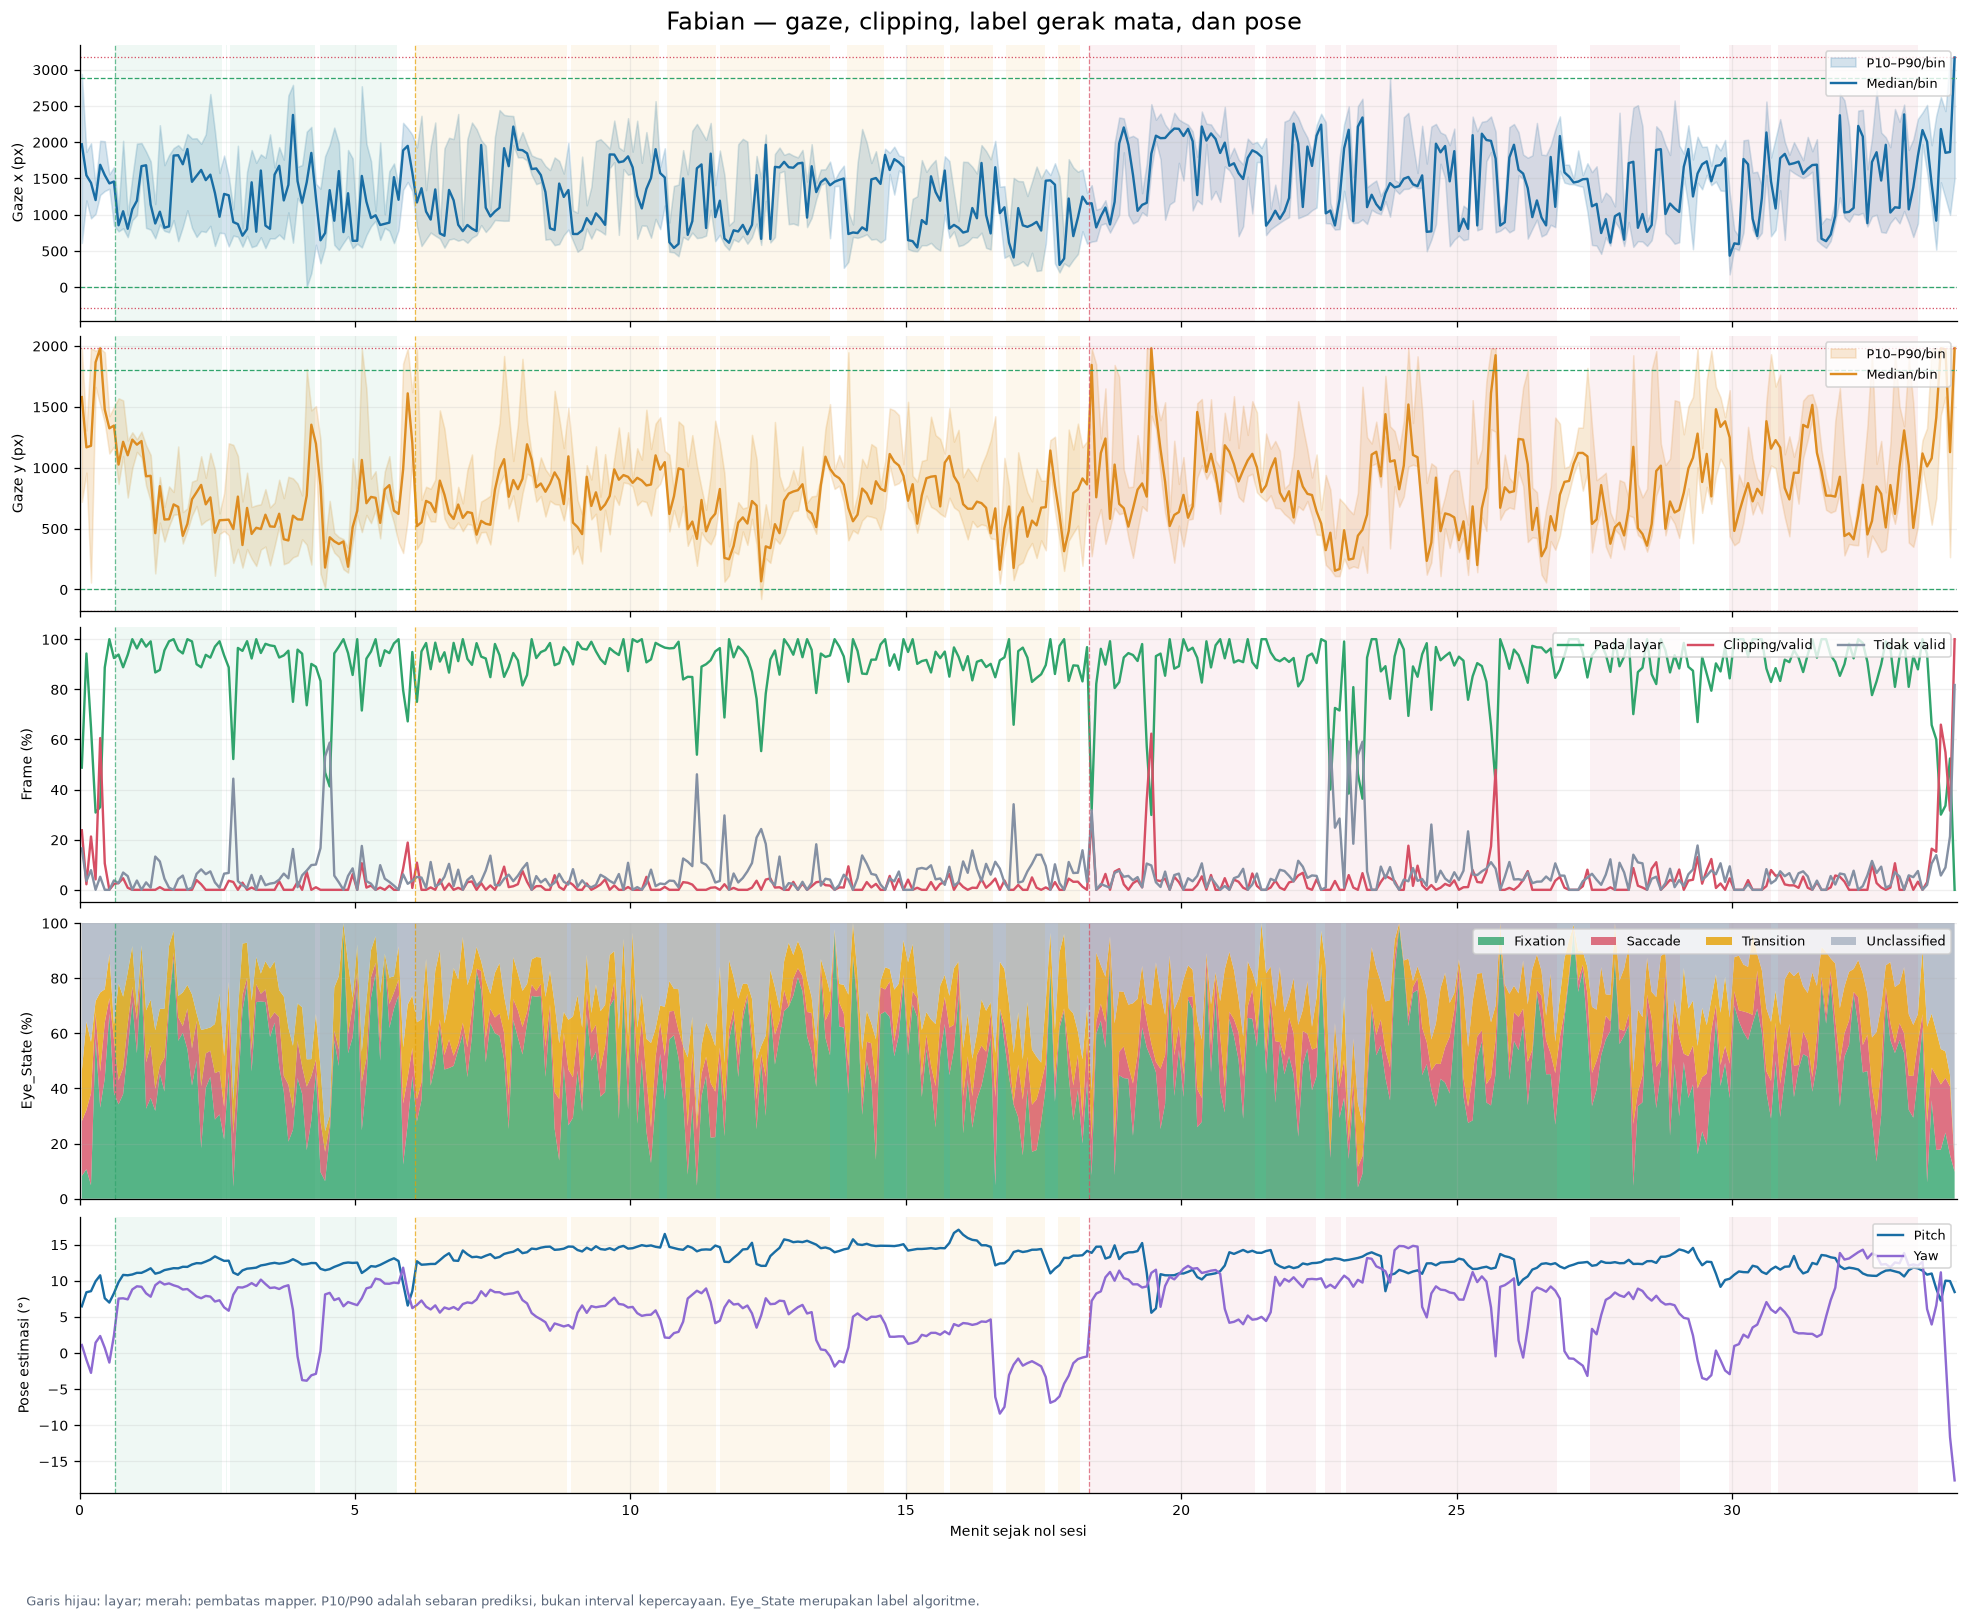 Fabian — gaze, clipping, label gerak mata, dan pose
Gaze x (px)
3000
2500
2000
1500
1000
500
0
P10–P90/bin
Median/bin
Gaze y (px)
2000
1500
1000
500
0
P10–P90/bin
Median/bin
Frame (%)
100
80
60
40
20
0
Pada layar
Clipping/valid
Tidak valid
Eye_State (%)
100
80
60
40
20
0
Fixation
Saccade
Transition
Unclassified
Pose estimasi (°)
15
10
5
0
−5
−10
−15
Pitch
Yaw
0 5 10 15 20 25 30
Menit sejak nol sesi
Garis hijau: layar; merah: pembatas mapper. P10/P90 adalah sebaran prediksi, bukan interval kepercayaan. Eye_State merupakan label algoritme.